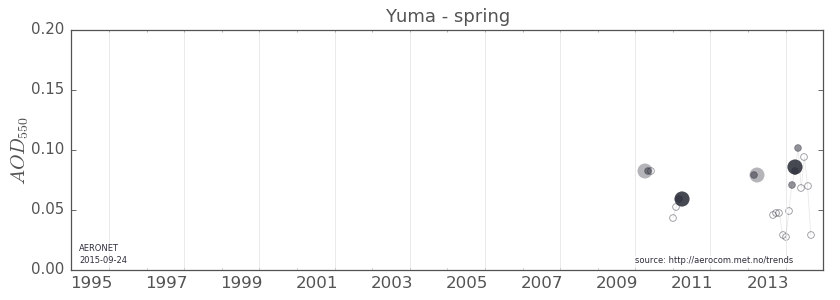 Yuma - spring
0.20
0.15
0.10
0.05
0.00
AOD550
AERONET
2015-09-24
source: http://aerocom.met.no/trends
1995 1997 1999 2001 2003 2005 2007 2009 2011 2013